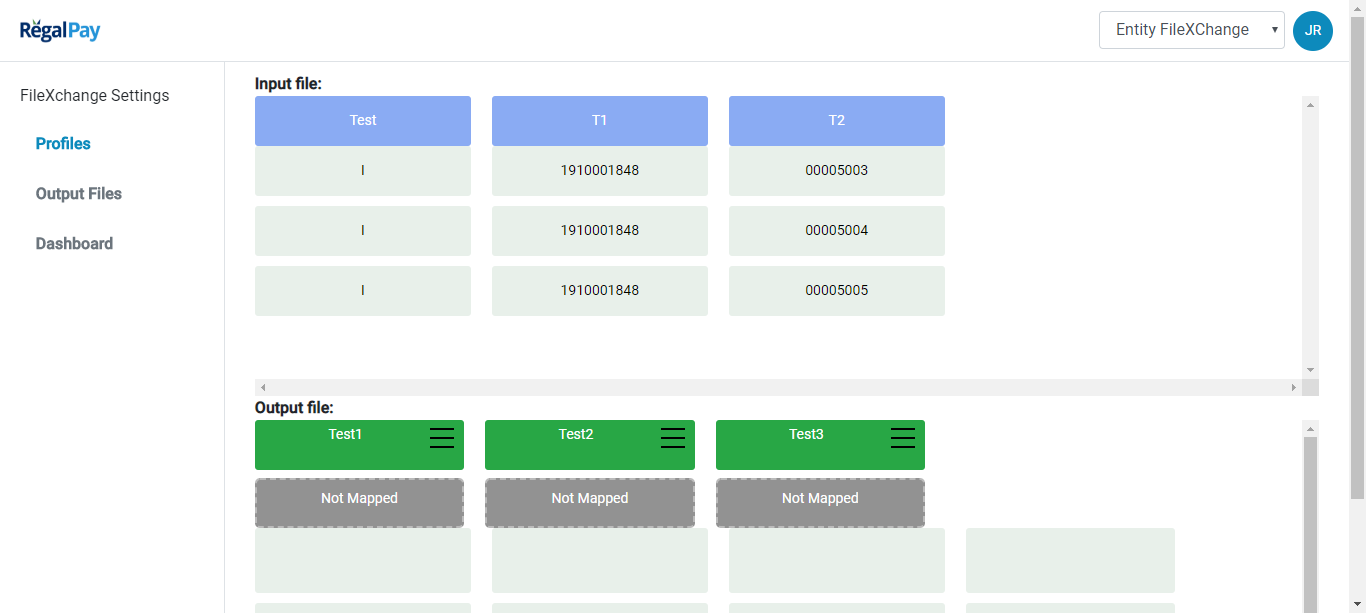 RegalPay
Entity FileXChange
JR
FileXchange Settings
Profiles
Output Files
Dashboard
Input file:
Test T1 T2
I 1910001848 00005003
I 1910001848 00005004
I 1910001848 00005005
Output file:
Test1 Test2 Test3
Not Mapped Not Mapped Not Mapped